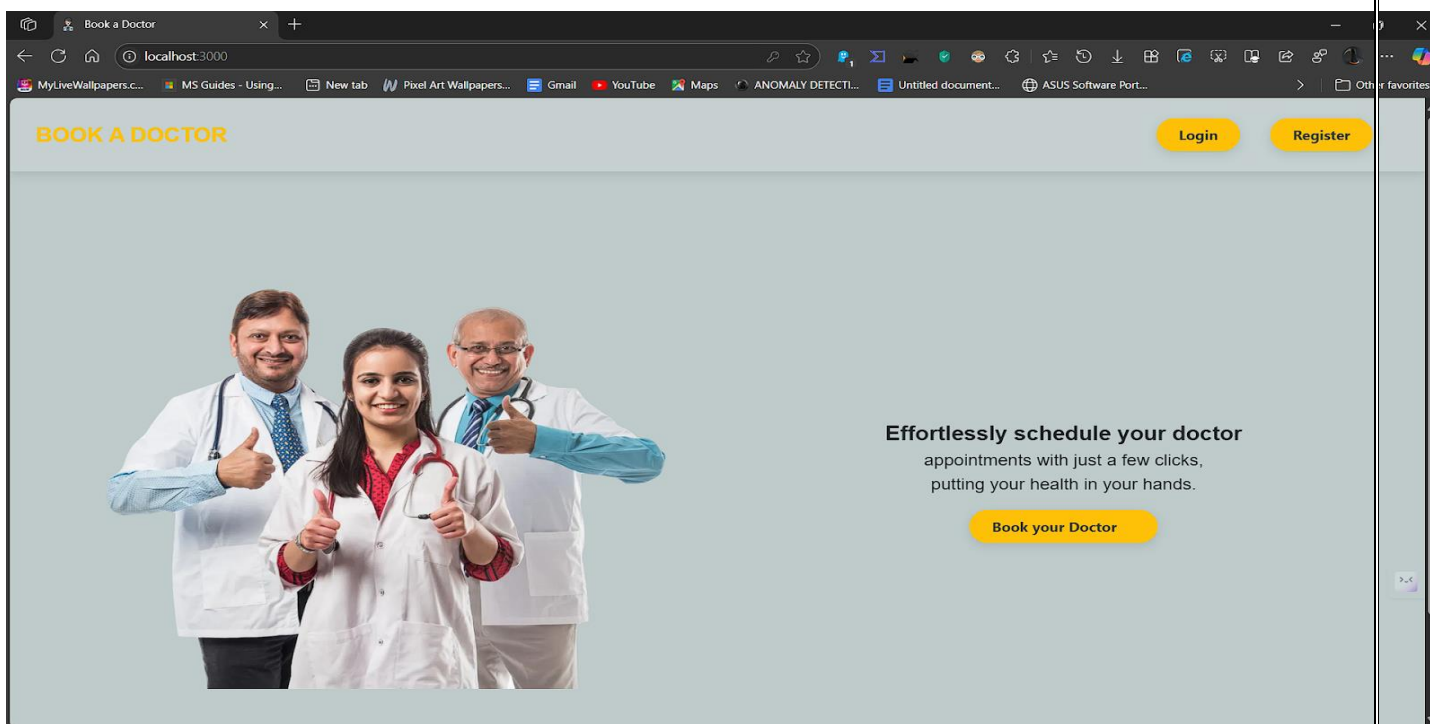 Book a Doctor
localhost:3000
1
MyLiveWallpapers.c... MS Guides - Using... New tab Pixel Art Wallpapers... Gmail YouTube Maps ANOMALY DETECTI... Untitled document... ASUS Software Port... Other favorites
BOOK A DOCTOR
Login Register
Effortlessly schedule your doctor
appointments with just a few clicks,
putting your health in your hands.
Book your Doctor